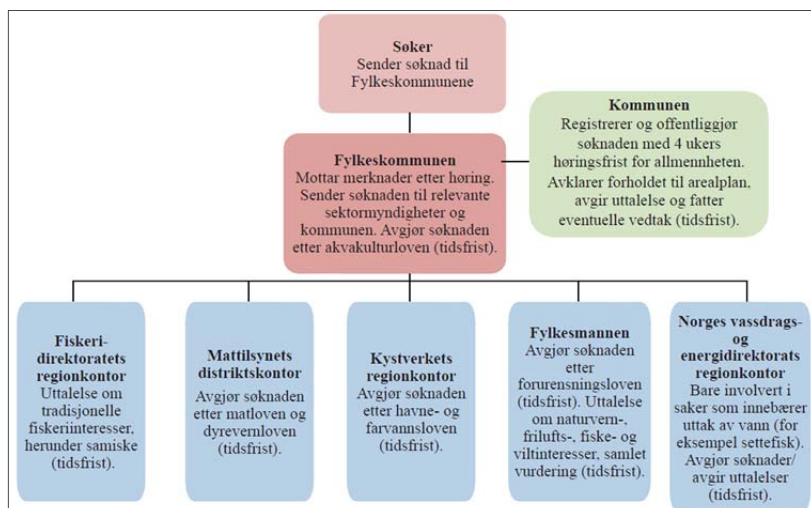 Søker
Sender søknad til
Fylkeskommunene
Kommunen
Registrerer og offentliggjør
søknaden med 4 ukers
høringsfrist for allmennheten.
Avklarer forholdet til arealplan,
avgir uttalelse og fatter
eventuelle vedtak (tidsfrist).
Fylkeskommunen
Mottar merknader etter høring.
Sender søknaden til relevante
sektormyndigheter og
kommunen. Avgjør søknaden
etter akvakulturloven (tidsfrist).
Fiskeri-
direktoratets
regionkontor
Uttalelse om
tradisjonelle
fiskeriinteresser,
herunder samiske
(tidsfrist).
Mattilsynets
distriktskontor
Avgjør søknaden
etter matloven og
dyrevernloven
(tidsfrist).
Kystverkets
regionkontor
Avgjør søknaden
etter havne- og
farvannsloven
(tidsfrist).
Fylkesmannen
Avgjør søknaden
etter
forurensningsloven
(tidsfrist). Uttalelse
om naturvern-,
frilufts-, fiske- og
viltinteresser, samlet
vurdering (tidsfrist).
Norges vassdrags-
og
energidirektorats
regionkontor
Bare involvert i
saker som innebærer
uttak av vann (for
eksempel settefisk).
Avgjør søknader/
avgir uttalelser
(tidsfrist).